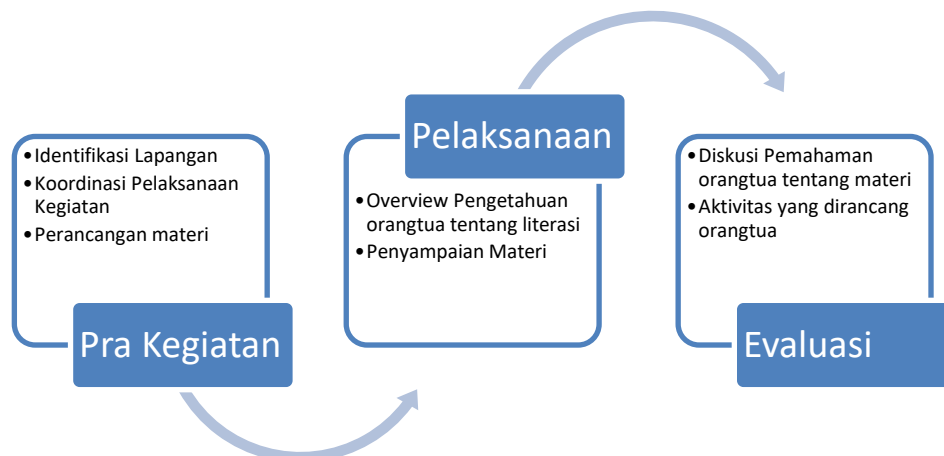 •Identifikasi Lapangan
•Koordinasi Pelaksanaan
Kegiatan
•Perancangan materi
Pra Kegiatan
Pelaksanaan
•Overview Pengetahuan
orangtua tentang literasi
•Penyampaian Materi
•Diskusi Pemahaman
orangtua tentang materi
•Aktivitas yang dirancang
orangtua
Evaluasi